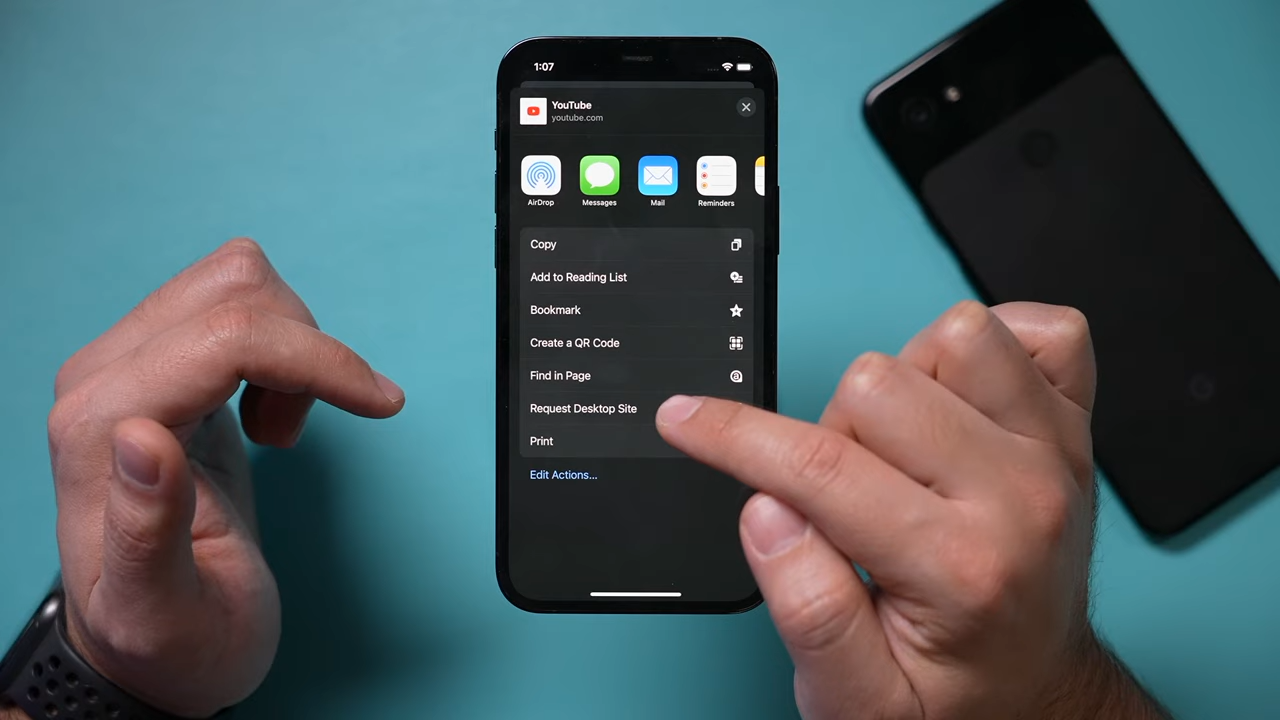 1:07
YouTube
youtube.com
AirDrop
Messages
Mail
Reminders
Copy
Add to Reading List
Bookmark
Create a QR Code
Find in Page
Request Desktop Site
Print
Edit Actions...